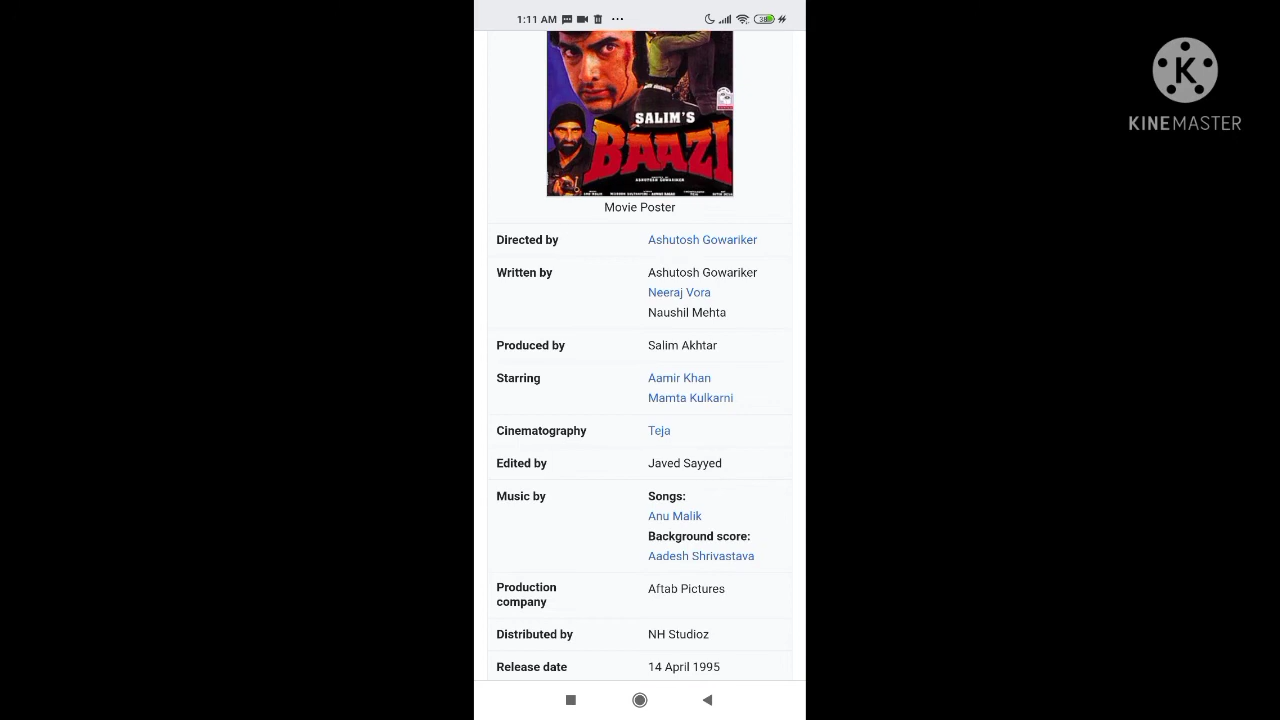 1:11 AM
38
K
KINEMASTER
SALIM'S
BAAZI
ASHUTOSH GOWARIKER
Movie Poster
Directed by Ashutosh Gowariker
Written by Ashutosh Gowariker
Neeraj Vora
Naushil Mehta
Produced by Salim Akhtar
Starring Aamir Khan
Mamta Kulkarni
Cinematography Teja
Edited by Javed Sayyed
Music by Songs:
Anu Malik
Background score:
Aadesh Shrivastava
Production Aftab Pictures
company
Distributed by NH Studioz
Release date 14 April 1995